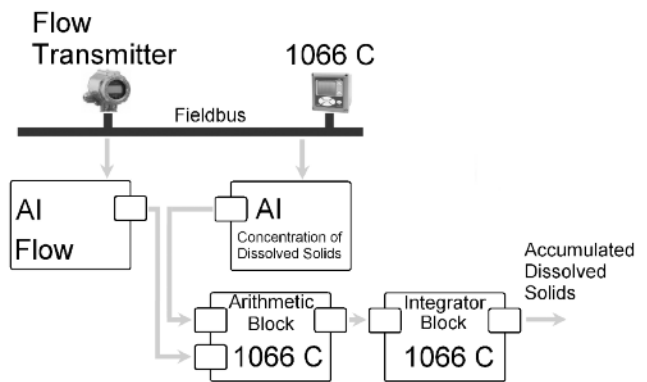 Flow
Transmitter
1066 C
Fieldbus
AI
Flow
AI
Concentration of
Dissolved Solids
Accumulated
Dissolved
Solids
Arithmetic
Block
1066 C
Integrator
Block
1066 C